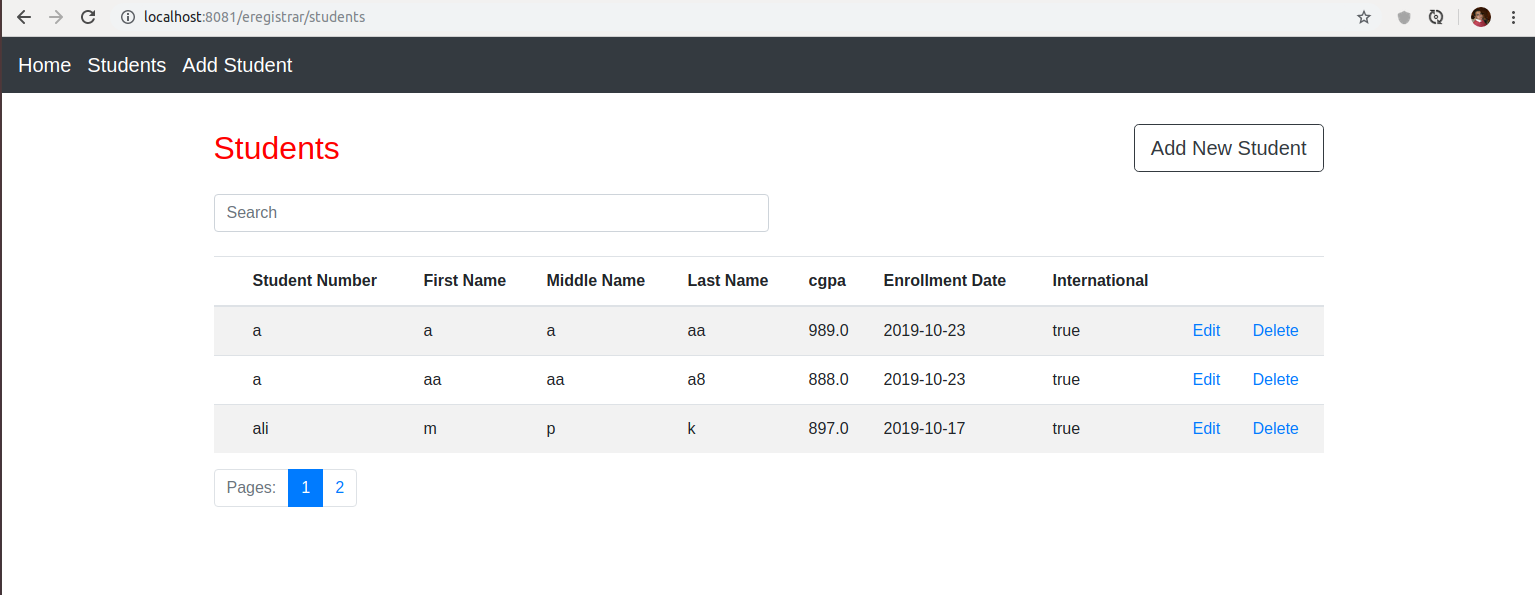 localhost:8081/eregistrar/students
Home Students Add Student
Students Add New Student
Search
Student Number First Name Middle Name Last Name cgpa Enrollment Date International
a a a aa 989.0 2019-10-23 true Edit Delete
a aa aa a8 888.0 2019-10-23 true Edit Delete
ali m p k 897.0 2019-10-17 true Edit Delete
Pages: 1 2